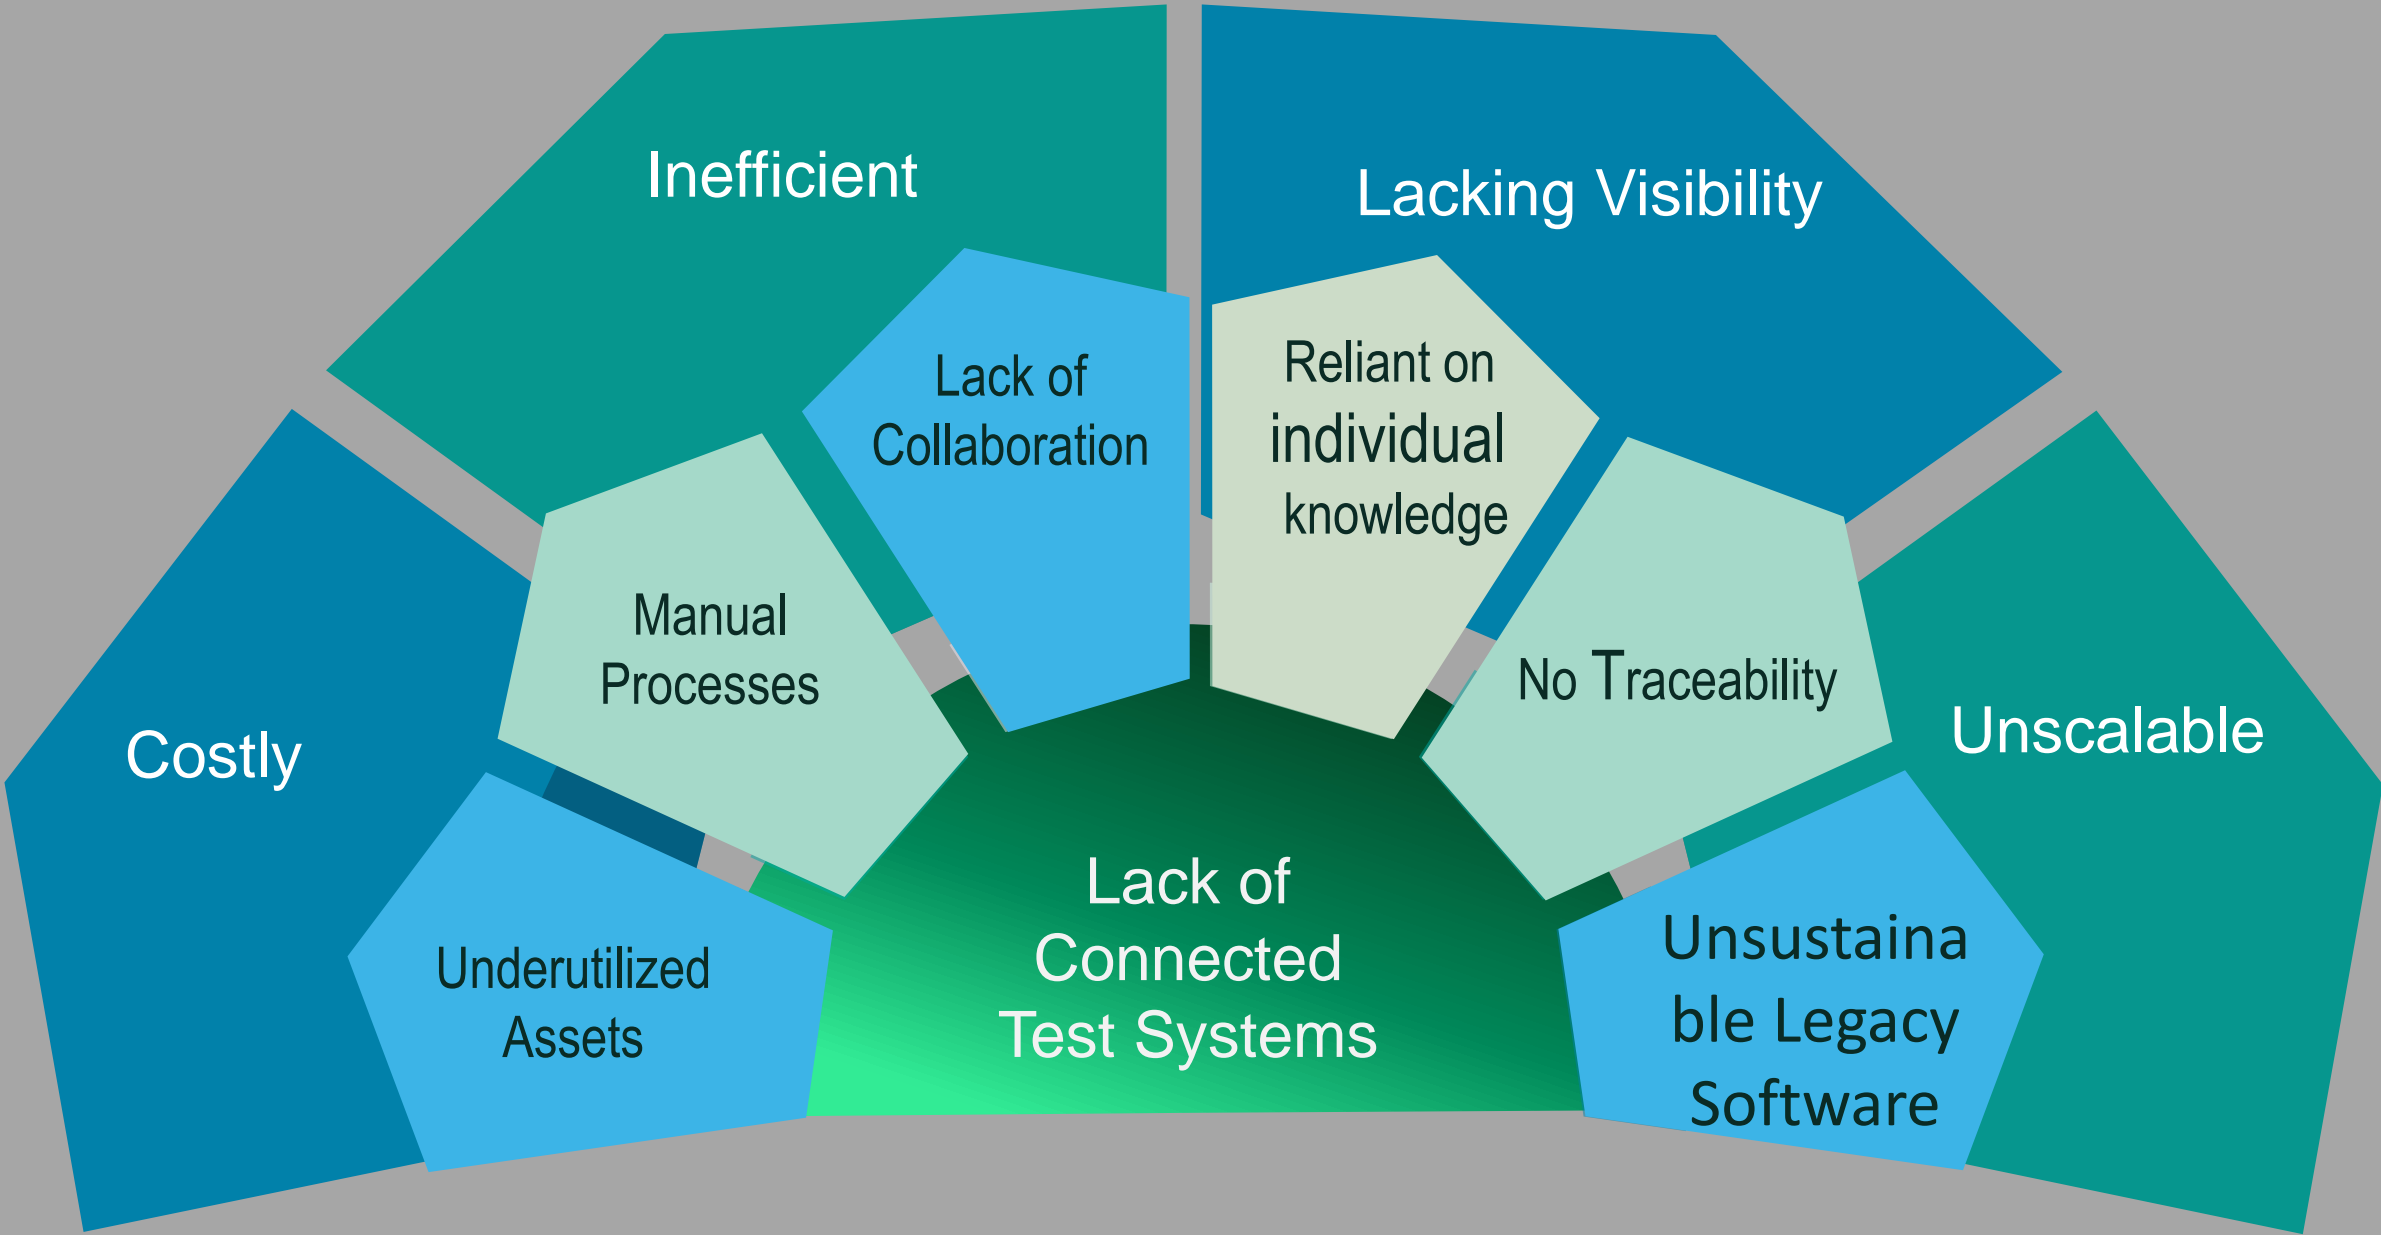 Inefficient
Lacking Visibility
Lack of
Collaboration
Reliant on
individual
knowledge
Manual
Processes
No Traceability
Costly
Unscalable
Underutilized
Assets
Lack of
Connected
Test Systems
Unsustaina
ble Legacy
Software